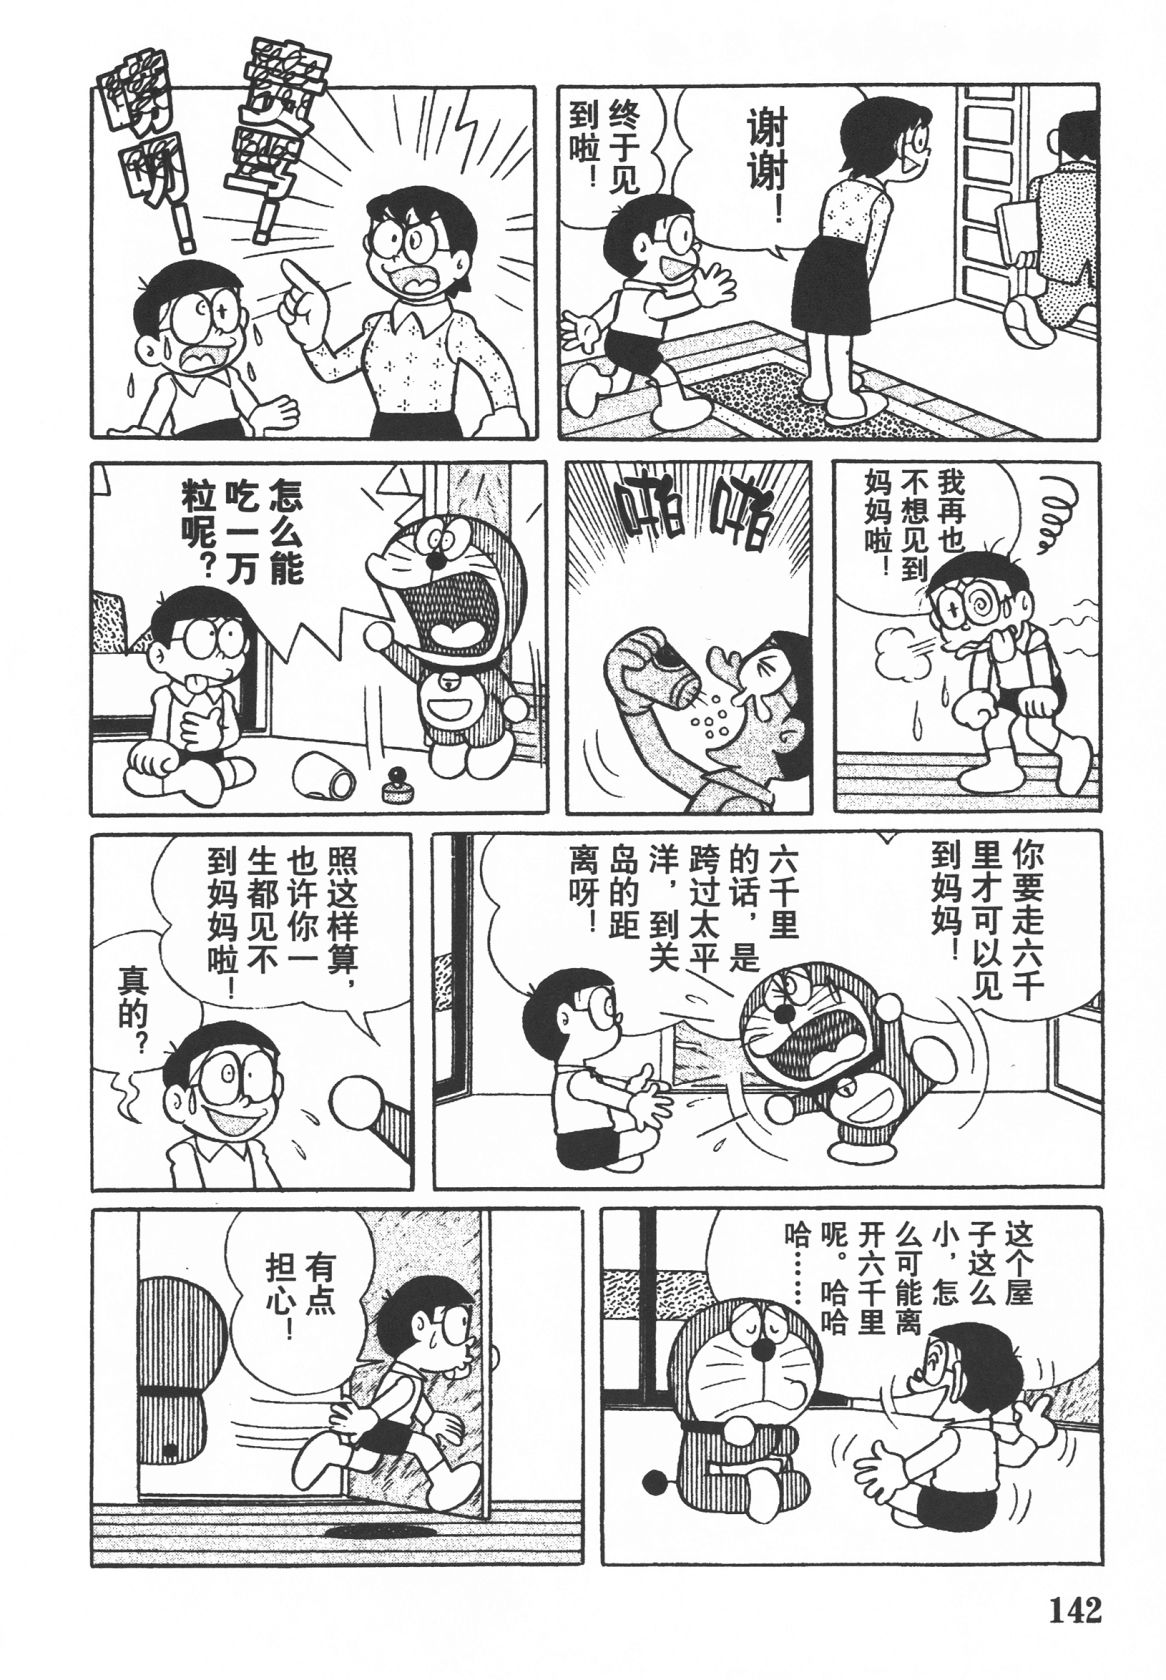 谢谢！
终于见
到啦！
我再也
不想见到
妈妈啦！
怎么能
吃一万
粒呢？
你要走六千
里才可以见
到妈妈！
六千里
的话，是
跨过太平
洋，到关
岛的距
离呀！
照这样算，
也许你一
生都见不
到妈妈啦！
真的？
这个屋
子这么
小，怎
么可能离
开六千里
呢。哈哈
哈……
有点
担心！
142